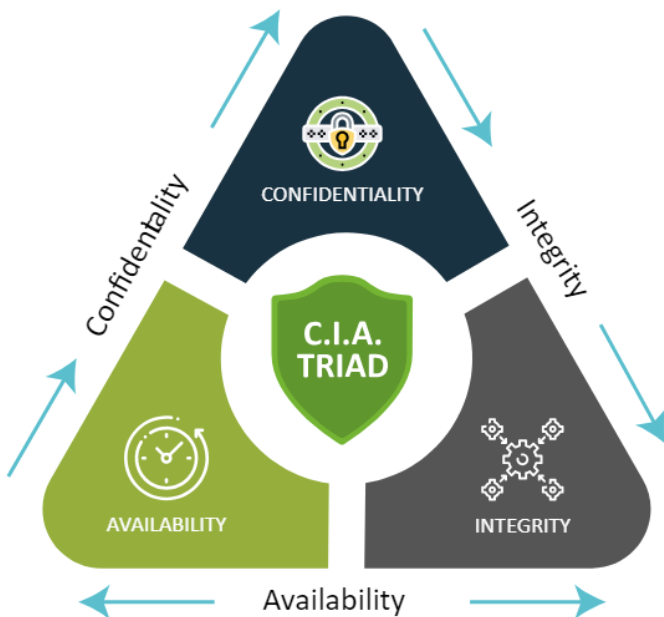 CONFIDENTIALITY
Confidentality
Integrity
C.I.A.
TRIAD
AVAILABILITY
INTEGRITY
Availability